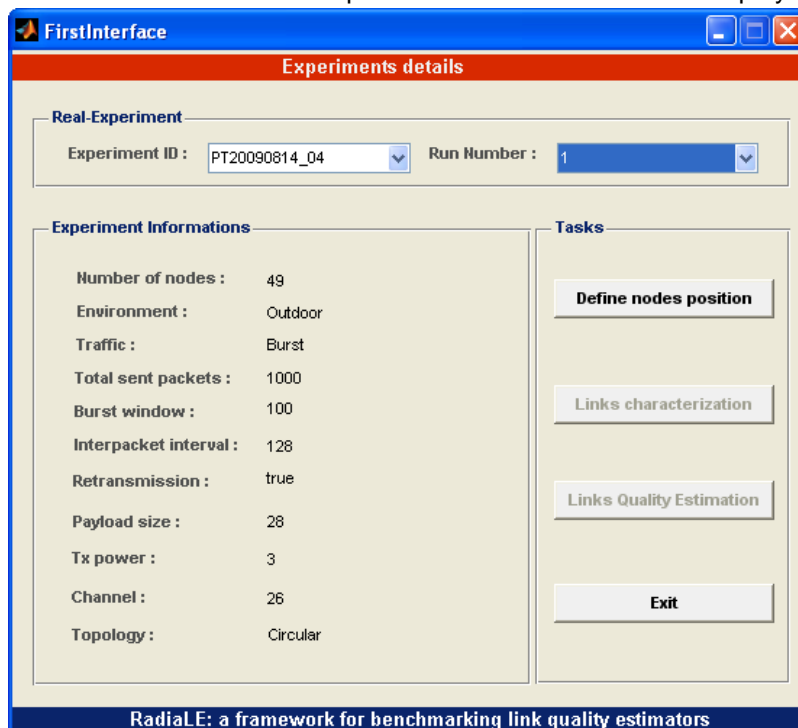 FirstInterface
Experiments details
Real-Experiment
Experiment ID : PT20090814_04 Run Number : 1
Experiment Informations
Number of nodes : 49
Environment : Outdoor
Traffic : Burst
Total sent packets : 1000
Burst window : 100
Interpacket interval : 128
Retransmission : true
Payload size : 28
Tx power : 3
Channel : 26
Topology : Circular
Tasks
Define nodes position
Links characterization
Links Quality Estimation
Exit
RadiaLE: a framework for benchmarking link quality estimators